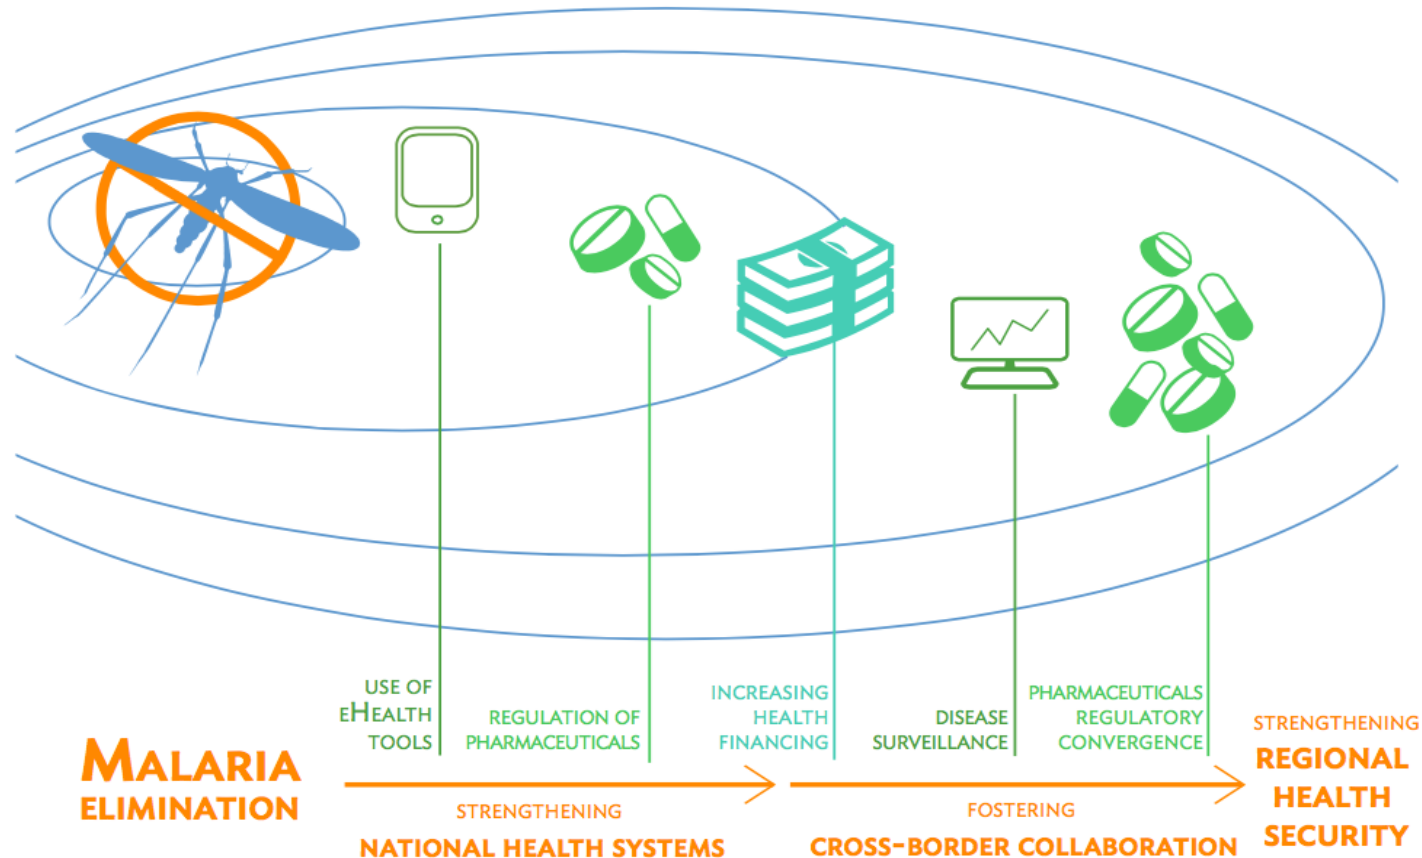 USE OF
eHEALTH
TOOLS
REGULATION OF
PHARMACEUTICALS
INCREASING
HEALTH
FINANCING
DISEASE
SURVEILLANCE
PHARMACEUTICALS
REGULATORY
CONVERGENCE
MALARIA
ELIMINATION
STRENGTHENING
NATIONAL HEALTH SYSTEMS
FOSTERING
CROSS-BORDER COLLABORATION
STRENGTHENING
REGIONAL
HEALTH
SECURITY